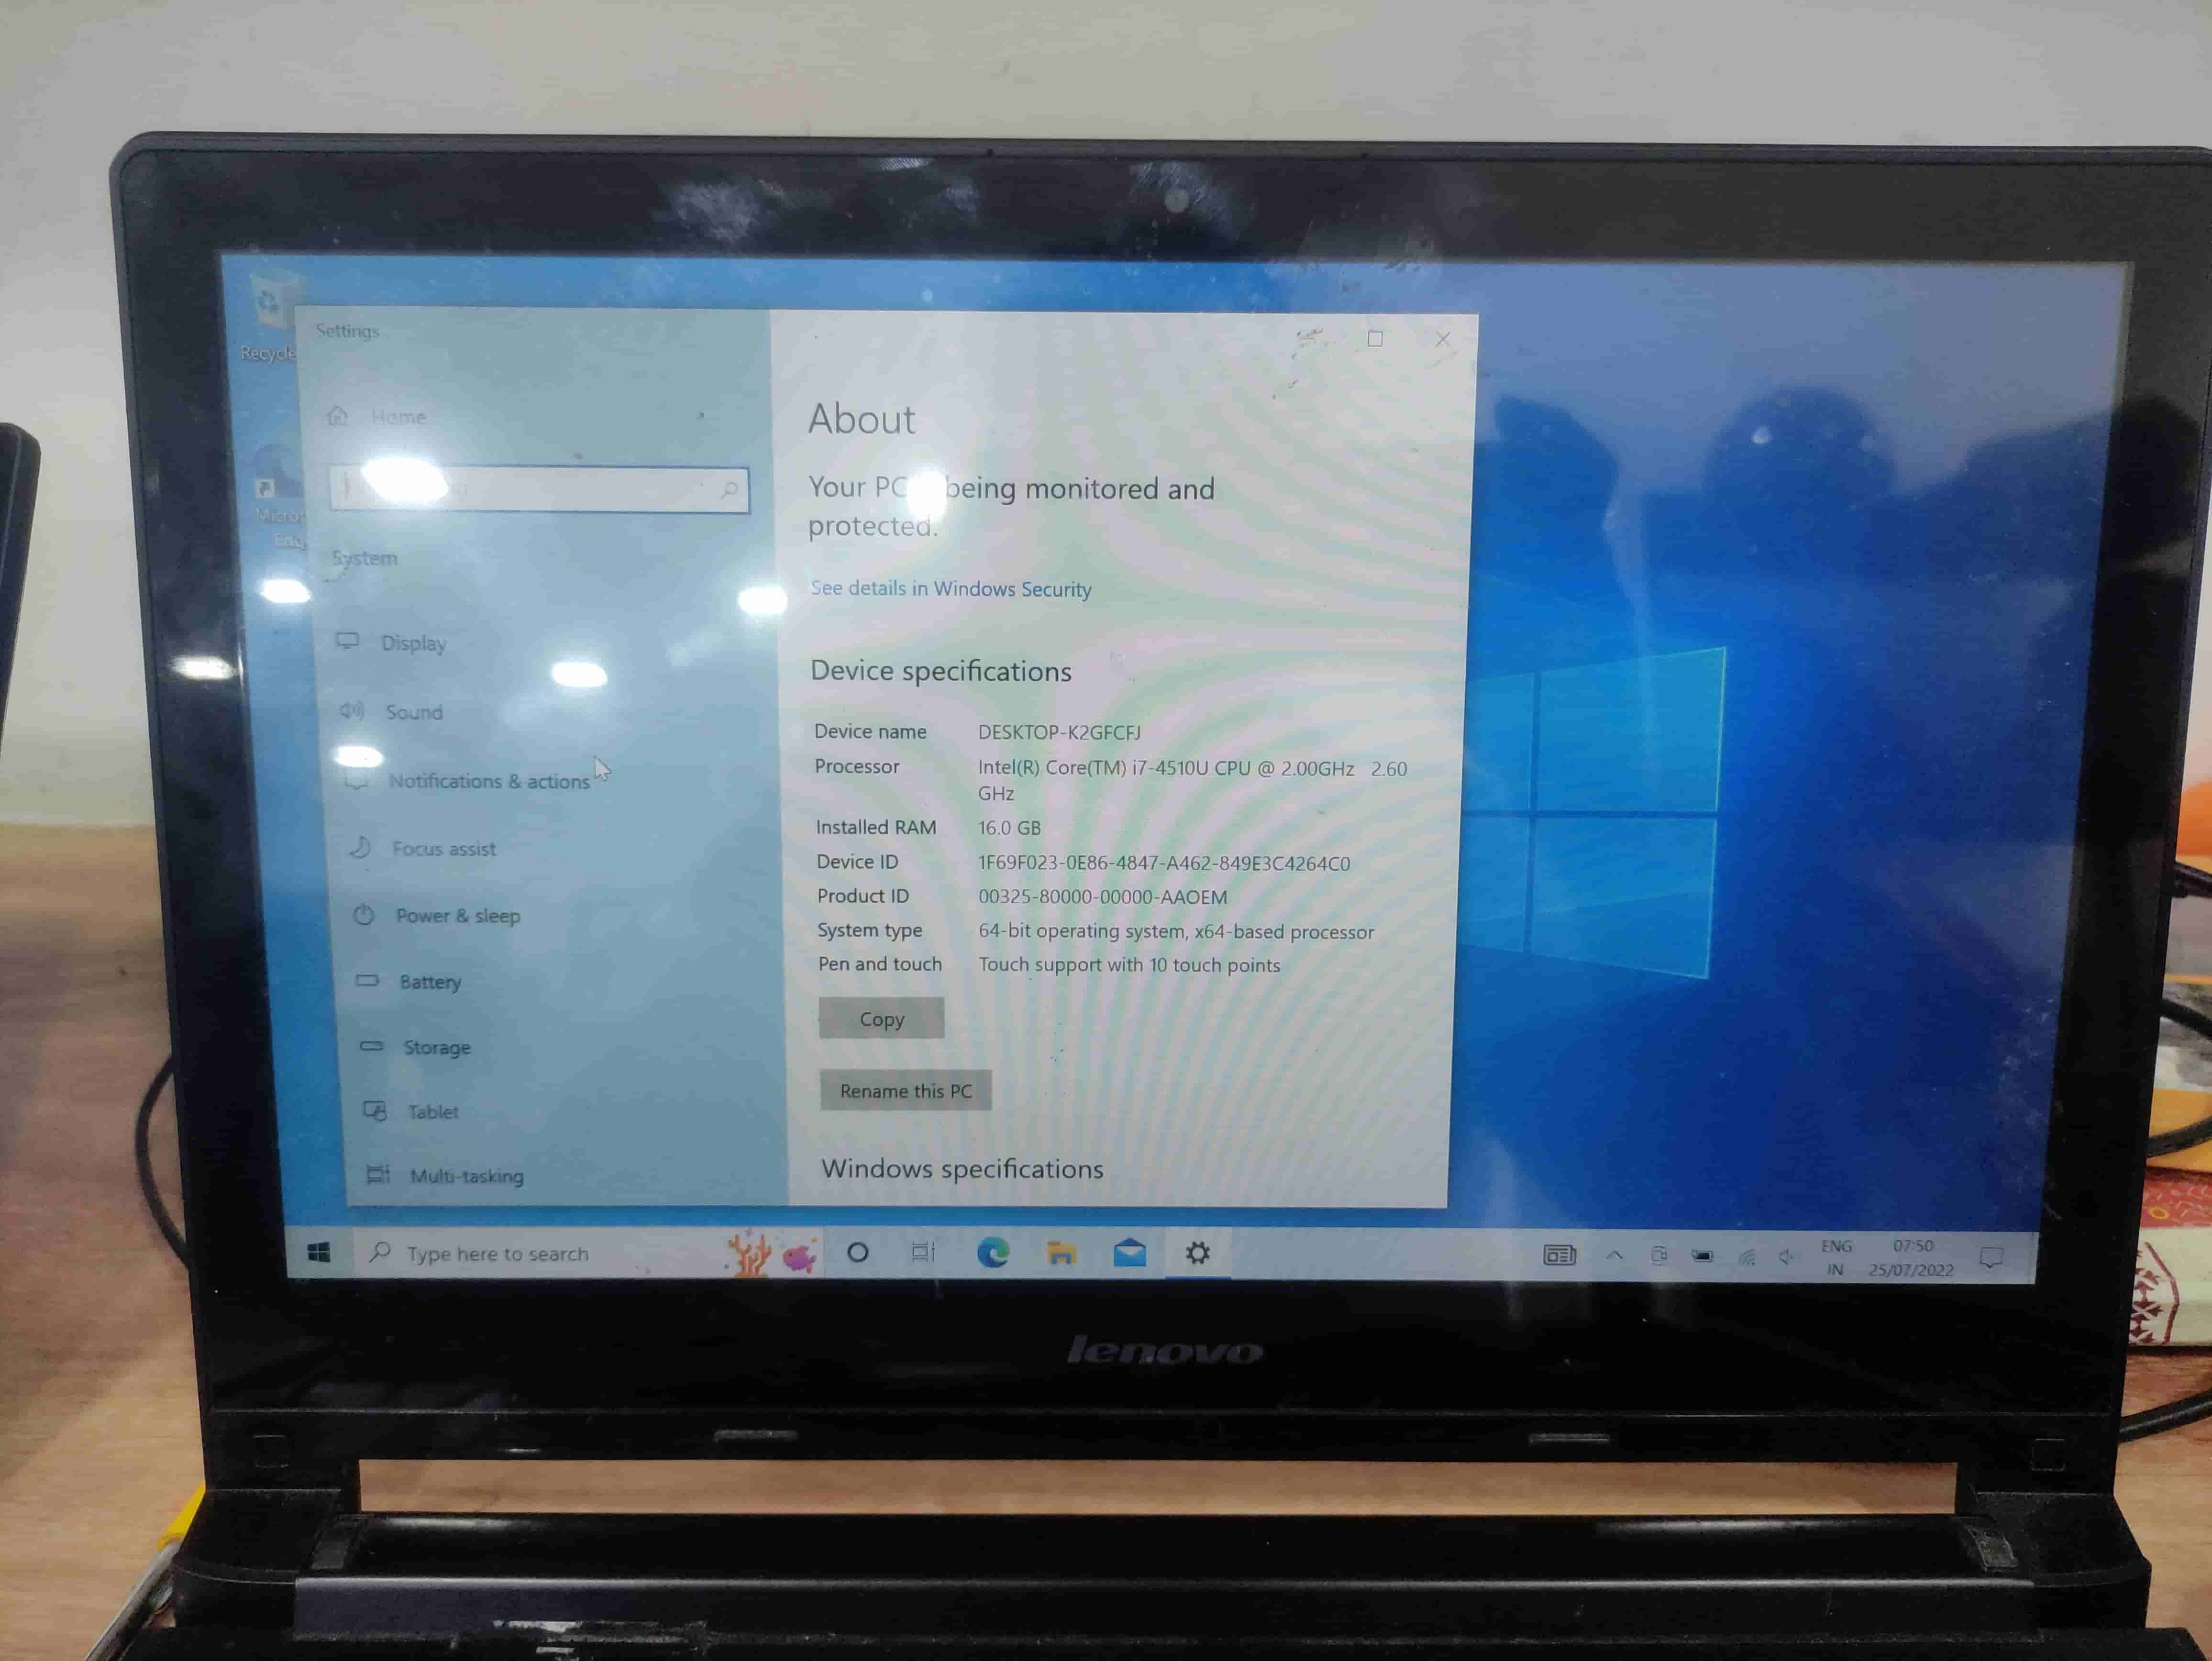 Recycle
Settings
Home
System
Display
Sound
Notifications & actions
Focus assist
Power & sleep
Battery
Storage
Tablet
Multi-tasking
About
Your PC being monitored and
protected.
See details in Windows Security
Device specifications
Device name DESKTOP-K2GFCFJ
Processor Intel(R) Core(TM) i7-4510U CPU @ 2.00GHz 2.60
GHz
Installed RAM 16.0 GB
Device ID 1F69F023-0E86-4847-A462-849E3C4264C0
Product ID 00325-80000-00000-AAOEM
System type 64-bit operating system, x64-based processor
Pen and touch Touch support with 10 touch points
Copy
Rename this PC
Windows specifications
Type here to search
ENG
IN
07:50
25/07/2022
lenovo